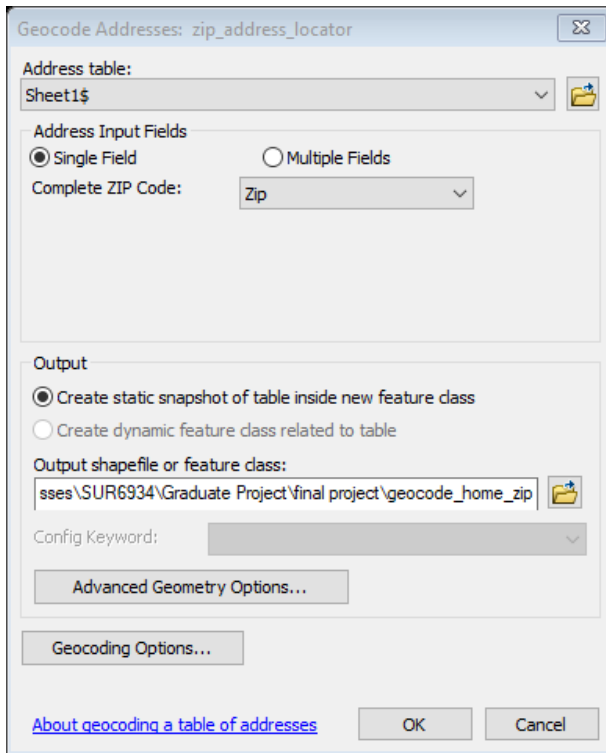 Geocode Addresses: zip_address_locator
Address table:
Sheet1$
Address Input Fields
Single Field Multiple Fields
Complete ZIP Code: Zip
Output
Create static snapshot of table inside new feature class
Create dynamic feature class related to table
Output shapefile or feature class:
sses\SUR6934\Graduate Project\final project\geocode_home_zip
Config Keyword:
Advanced Geometry Options...
Geocoding Options...
About geocoding a table of addresses OK Cancel